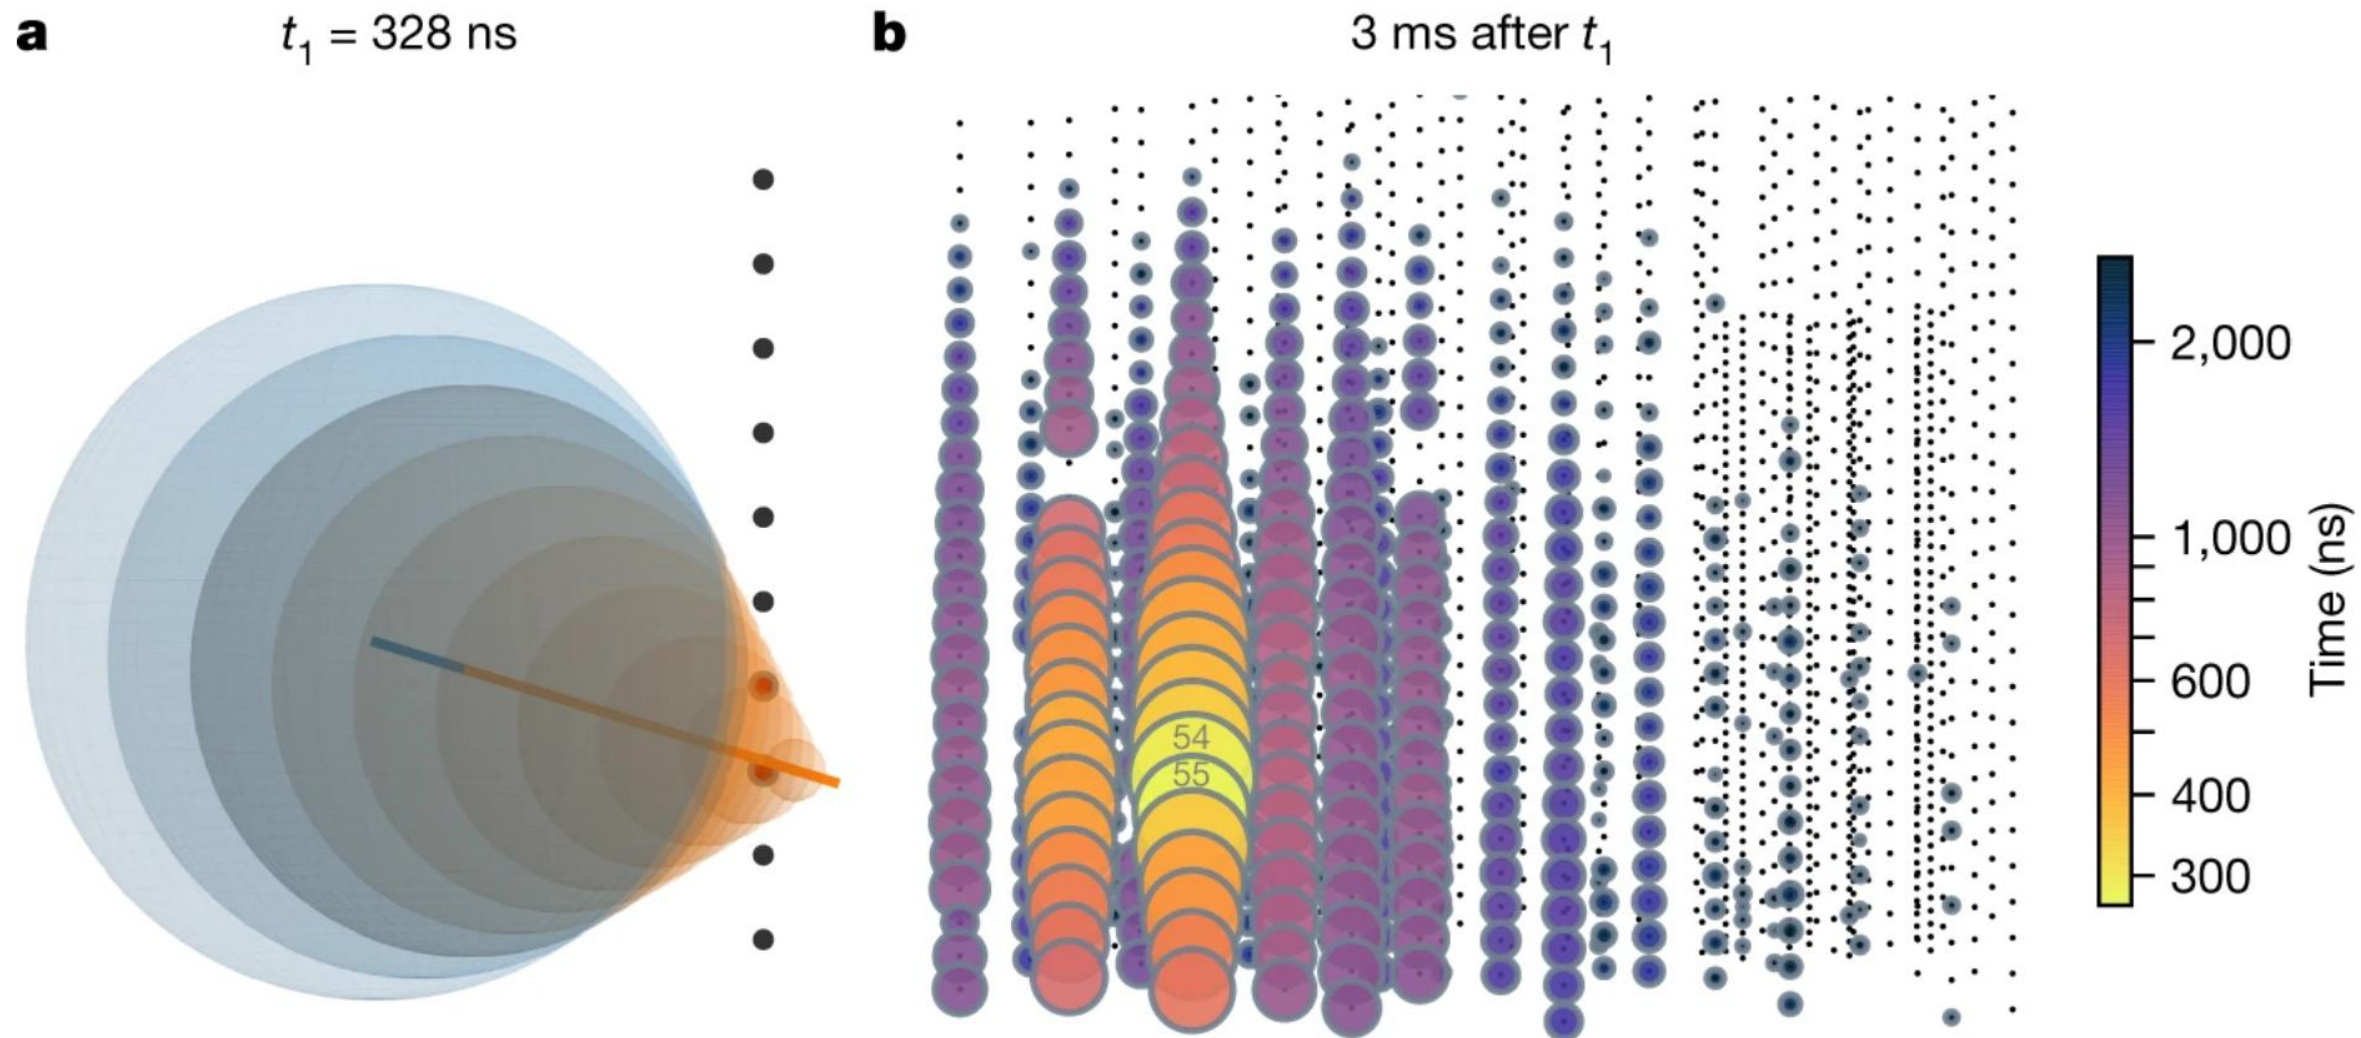 a
t1 = 328 ns
b
3 ms after t1
54
55
2,000
1,000
600
400
300
Time (ns)